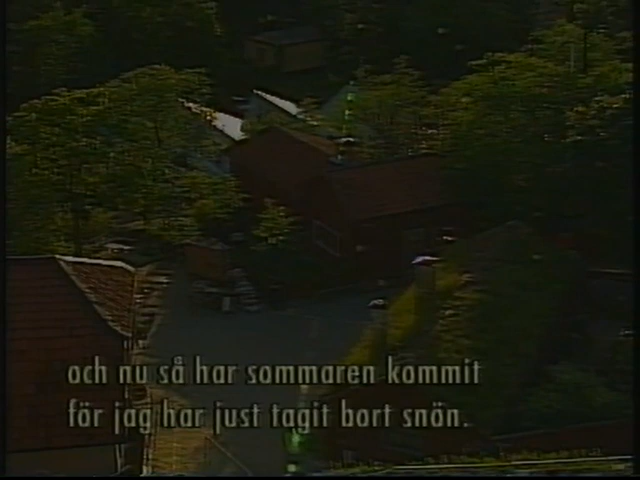 och nu så har sommaren kommit
för jag har just tagit bort snön.